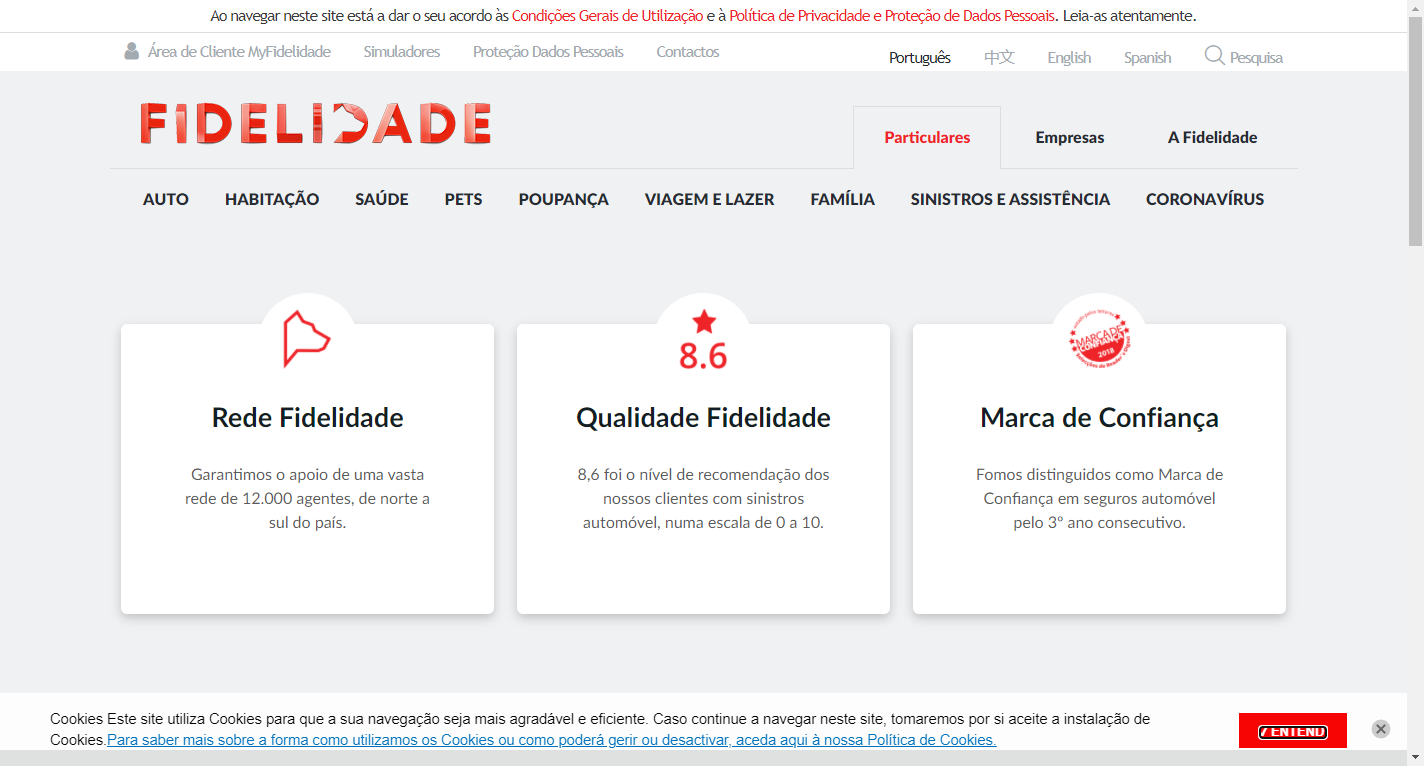 Ao navegar neste site está a dar o seu acordo às Condições Gerais de Utilização e à Política de Privacidade e Proteção de Dados Pessoais. Leia-as atentamente.
Área de Cliente MyFidelidade Simuladores Proteção Dados Pessoais Contactos
Português 中文 English Spanish Pesquisa
FIDELIDADE
Particulares Empresas A Fidelidade
AUTO HABITAÇÃO SAÚDE PETS POUPANÇA VIAGEM E LAZER FAMÍLIA SINISTROS E ASSISTÊNCIA CORONAVÍRUS
Rede Fidelidade
Garantimos o apoio de uma vasta
rede de 12.000 agentes, de norte a
sul do país.
8.6
Qualidade Fidelidade
8,6 foi o nível de recomendação dos
nossos clientes com sinistros
automóvel, numa escala de 0 a 10.
MARCA DE
CONFIANÇA
2018
Marca de Confiança
Fomos distinguidos como Marca de
Confiança em seguros automóvel
pelo 3º ano consecutivo.
Cookies Este site utiliza Cookies para que a sua navegação seja mais agradável e eficiente. Caso continue a navegar neste site, tomaremos por si aceite a instalação de
Cookies.Para saber mais sobre a forma como utilizamos os Cookies ou como poderá gerir ou desactivar, aceda aqui à nossa Política de Cookies.
ENTEND